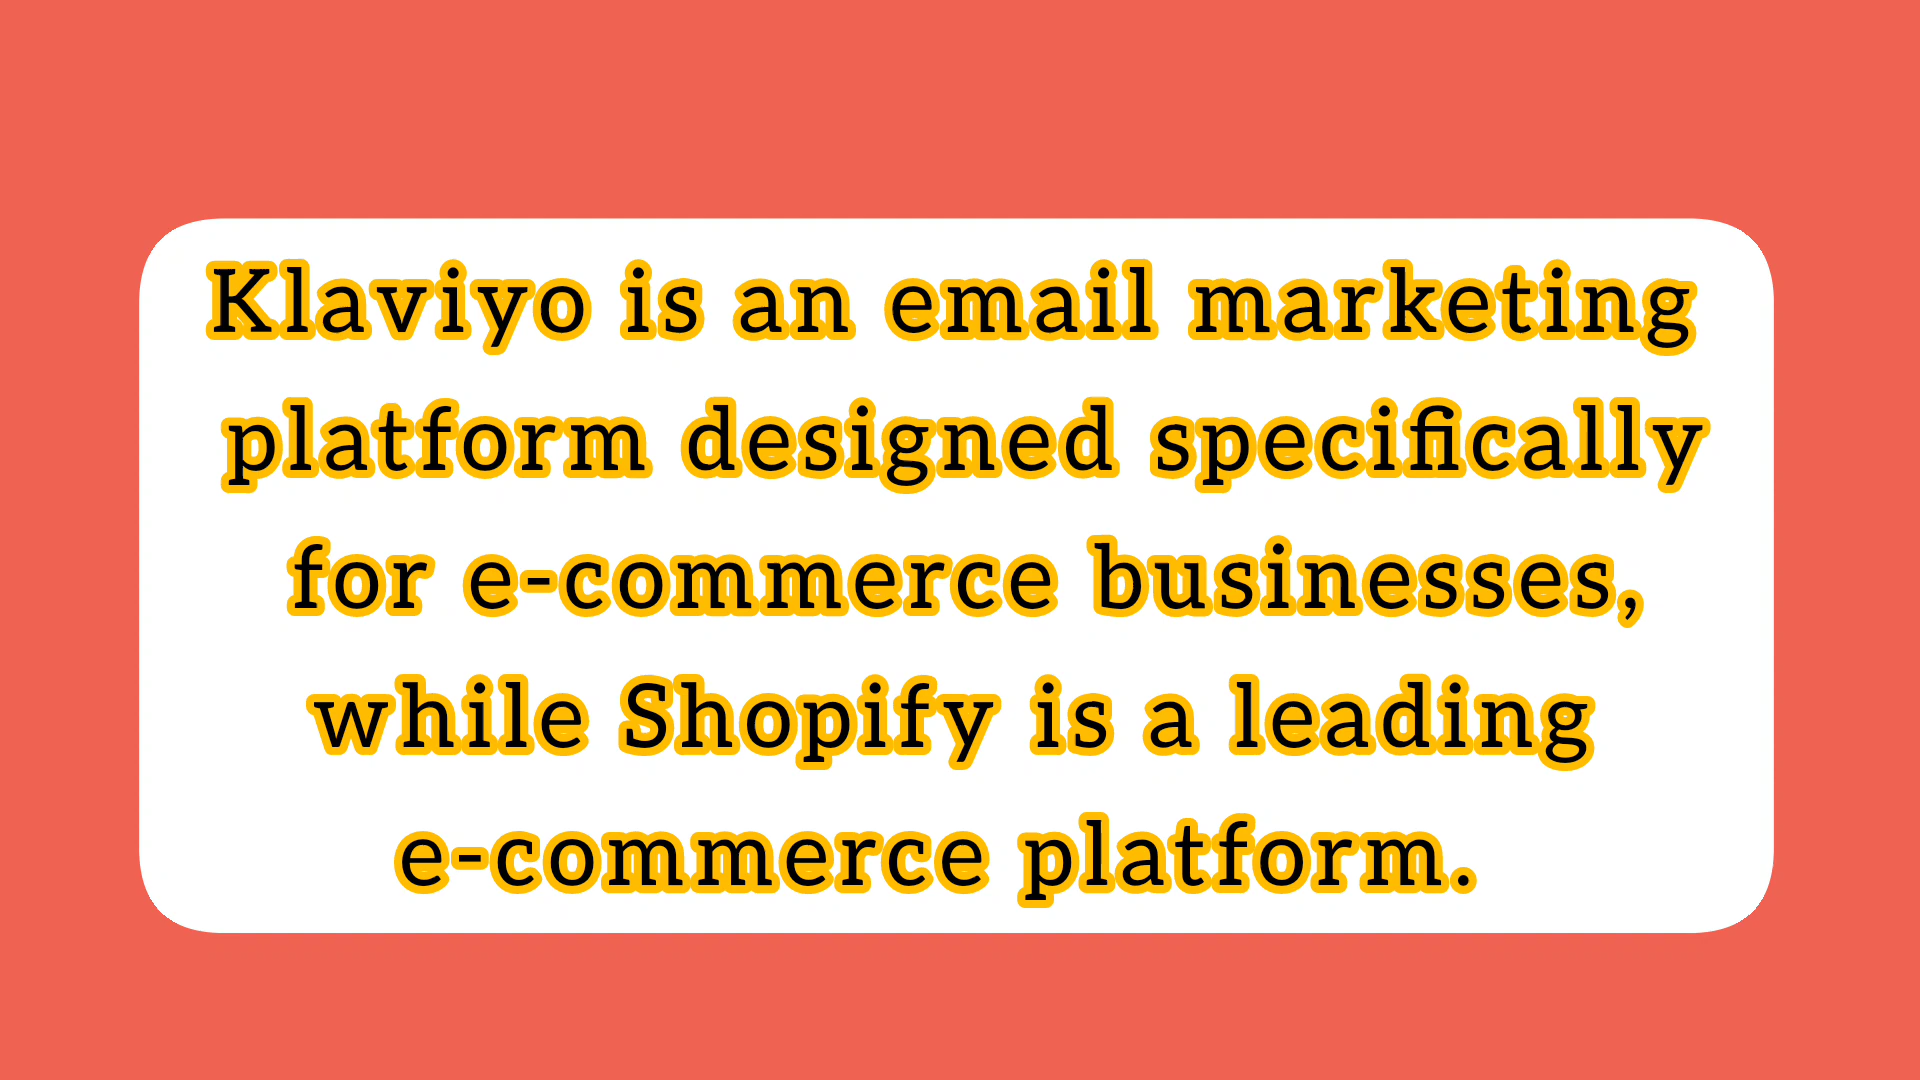 Klaviyo is an email marketing
platform designed specifically
for e-commerce businesses,
while Shopify is a leading
e-commerce platform.